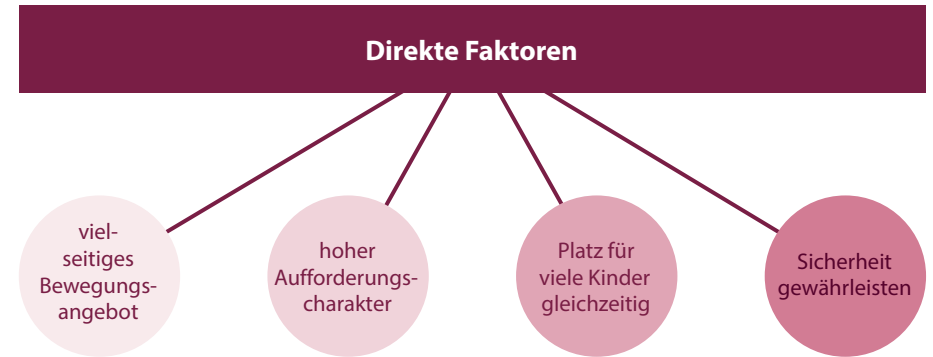 Direkte Faktoren
viel-
seitiges
Bewegungs-
angebot
hoher
Aufforderungs-
charakter
Platz für
viele Kinder
gleichzeitig
Sicherheit
gewährleisten